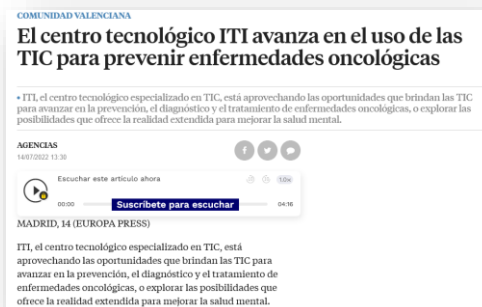 COMUNIDAD VALENCIANA
El centro tecnológico ITI avanza en el uso de las
TIC para prevenir enfermedades oncológicas
• ITI, el centro tecnológico especializado en TIC, está aprovechando las oportunidades que brindan las TIC
para avanzar en la prevención, el diagnóstico y el tratamiento de enfermedades oncológicas, o explorar las
posibilidades que ofrece la realidad extendida para mejorar la salud mental.
AGENCIAS
14/07/2022 13:30
Escuchar este artículo ahora
1.0x
00:00
Suscríbete para escuchar
04:16
MADRID, 14 (EUROPA PRESS)
ITI, el centro tecnológico especializado en TIC, está
aprovechando las oportunidades que brindan las TIC para
avanzar en la prevención, el diagnóstico y el tratamiento de
enfermedades oncológicas, o explorar las posibilidades que
ofrece la realidad extendida para mejorar la salud mental.